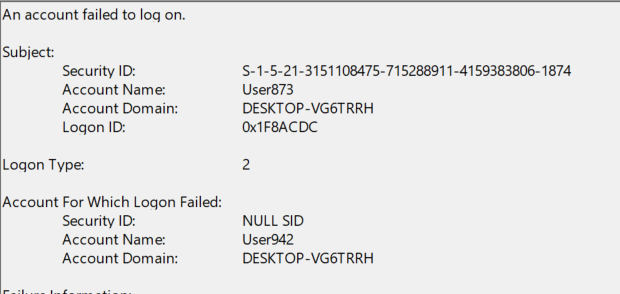 An account failed to log on.
Subject:
Security ID: S-1-5-21-3151108475-715288911-4159383806-1874
Account Name: User873
Account Domain: DESKTOP-VG6TRRH
Logon ID: 0x1F8ACDC
Logon Type: 2
Account For Which Logon Failed:
Security ID: NULL SID
Account Name: User942
Account Domain: DESKTOP-VG6TRRH
Failure Information: